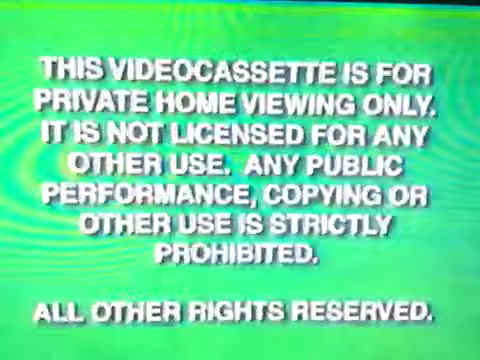 THIS VIDEOCASSETTE IS FOR
PRIVATE HOME VIEWING ONLY.
IT IS NOT LICENSED FOR ANY
OTHER USE. ANY PUBLIC
PERFORMANCE, COPYING OR
OTHER USE IS STRICTLY
PROHIBITED.
ALL OTHER RIGHTS RESERVED.